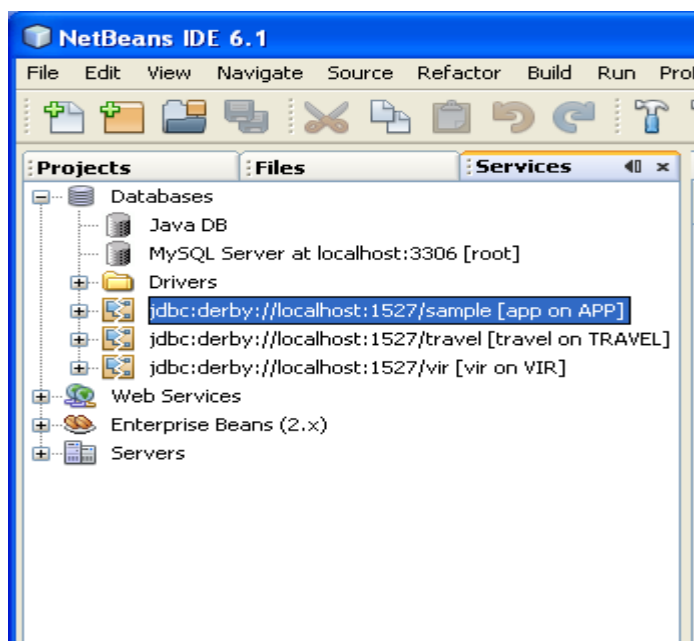 NetBeans IDE 6.1
File Edit View Navigate Source Refactor Build Run
Projects Files Services
Databases
Java DB
MySQL Server at localhost:3306 [root]
Drivers
jdbc:derby://localhost:1527/sample [app on APP]
jdbc:derby://localhost:1527/travel [travel on TRAVEL]
jdbc:derby://localhost:1527/vir [vir on VIR]
Web Services
Enterprise Beans (2.x)
Servers